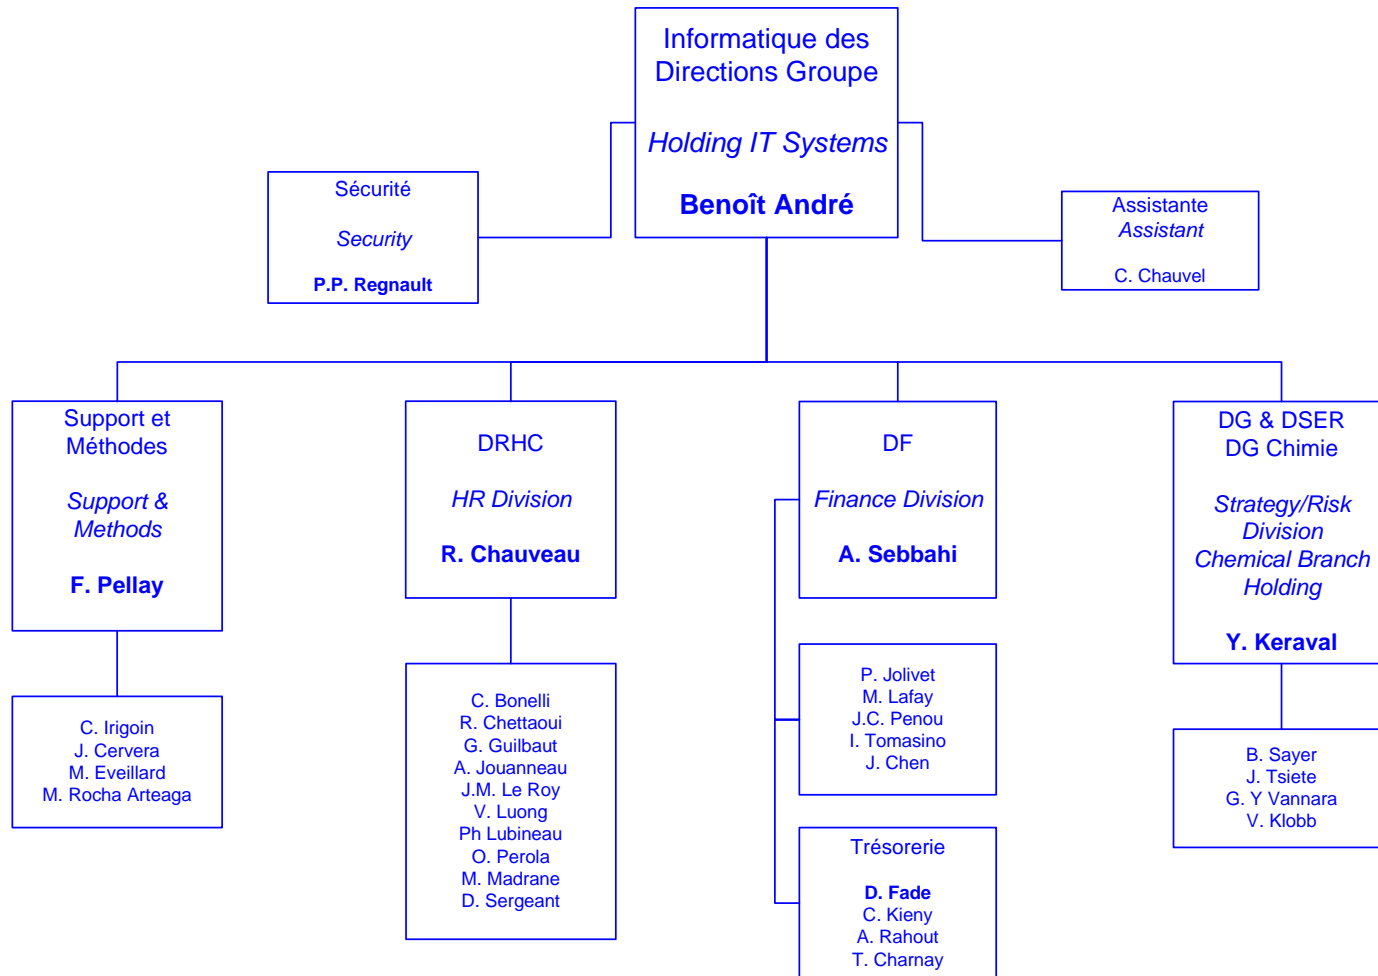 Informatique des
Directions Groupe
Holding IT Systems
Benoît André
Sécurité
Security
P.P. Regnault
Assistante
Assistant
C. Chauvel
Support et
Méthodes
Support &
Methods
F. Pellay
C. Irigoin
J. Cervera
M. Eveillard
M. Rocha Arteaga
DRHC
HR Division
R. Chauveau
C. Bonelli
R. Chettaoui
G. Guilbaut
A. Jouanneau
J.M. Le Roy
V. Luong
Ph Lubineau
O. Perola
M. Madrane
D. Sergeant
DF
Finance Division
A. Sebbahi
P. Jolivet
M. Lafay
J.C. Penou
I. Tomasino
J. Chen
Trésorerie
D. Fade
C. Kieny
A. Rahout
T. Charnay
DG & DSER
DG Chimie
Strategy/Risk
Division
Chemical Branch
Holding
Y. Keraval
B. Sayer
J. Tsiete
G. Y Vannara
V. Klobb